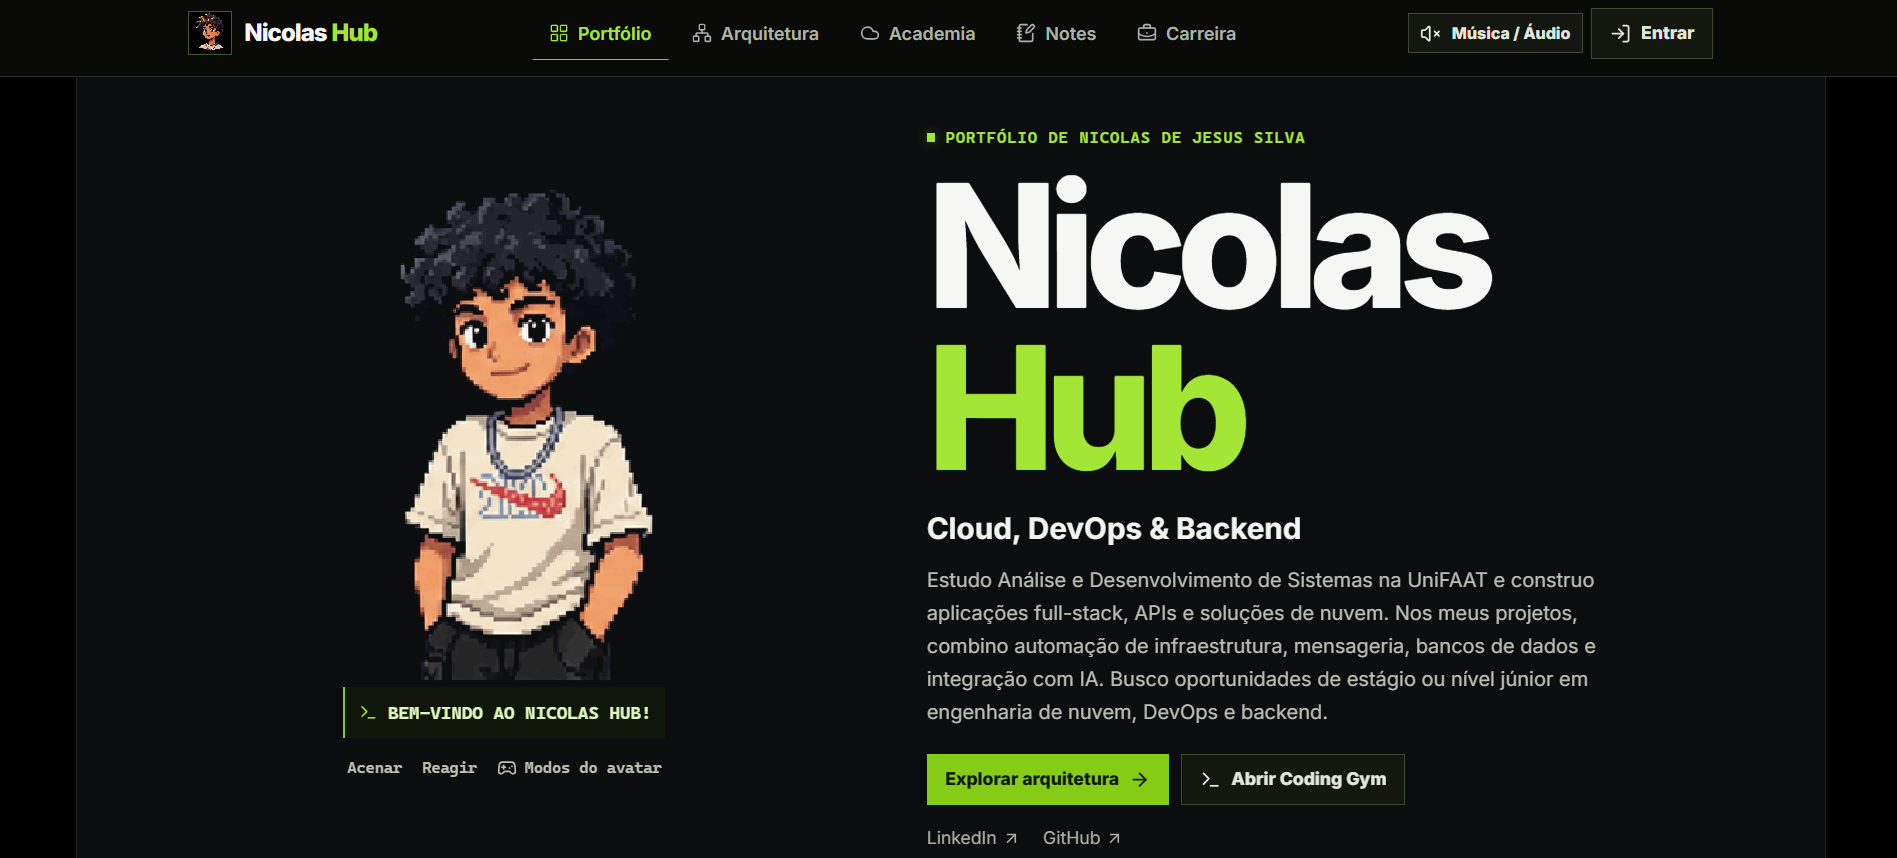 Nicolas Hub
Portfólio
Arquitetura
Academia
Notes
Carreira
Música / Áudio
Entrar
PORTFÓLIO DE NICOLAS DE JESUS SILVA
Nicolas
Hub
Cloud, DevOps & Backend
Estudo Análise e Desenvolvimento de Sistemas na UniFAAT e construo
aplicações full-stack, APIs e soluções de nuvem. Nos meus projetos,
combino automação de infraestrutura, mensageria, bancos de dados e
integração com IA. Busco oportunidades de estágio ou nível júnior em
engenharia de nuvem, DevOps e backend.
Explorar arquitetura →
Abrir Coding Gym
LinkedIn ↗
GitHub ↗
BEM-VINDO AO NICOLAS HUB!
Acenar
Reagir
Modos do avatar